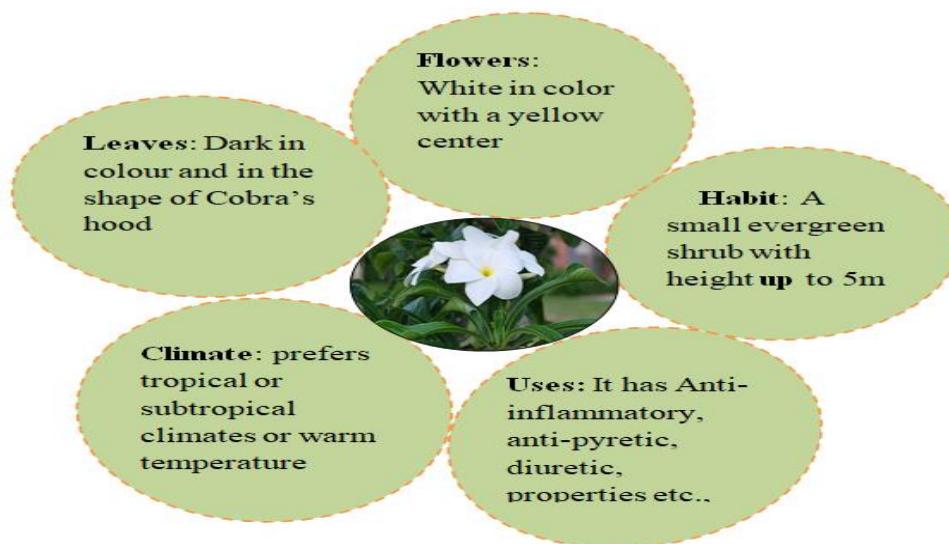 Flowers:
White in color
with a yellow
center
Leaves: Dark in
colour and in the
shape of Cobra's
hood
Habit: A
small evergreen
shrub with
height up to 5m
Climate: prefers
tropical or
subtropical
climates or warm
temperature
Uses: It has Anti-
inflammatory,
anti-pyretic,
diuretic,
properties etc.,